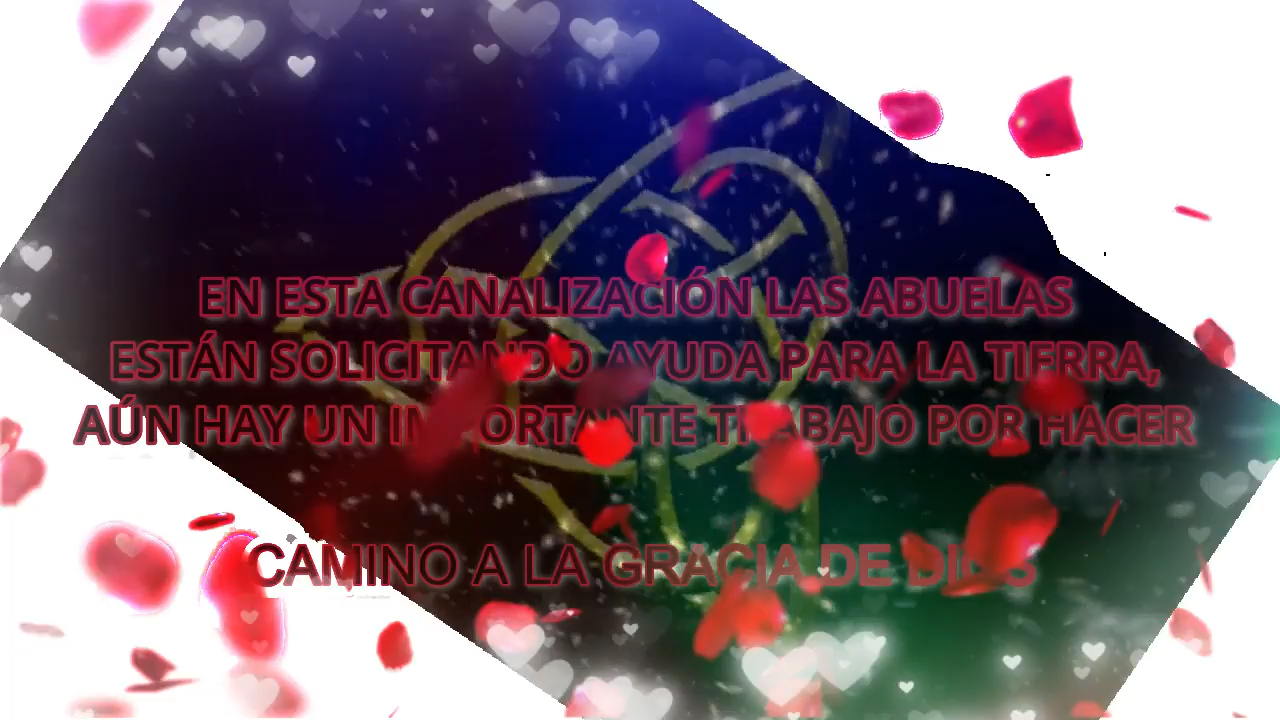 EN ESTA CANALIZACIÓN LAS ABUELAS
ESTÁN SOLICITANDO AYUDA PARA LA TIERRA,
AÚN HAY UN IMPORTANTE TRABAJO POR HACER
CAMINO A LA GRACIA DE DIOS